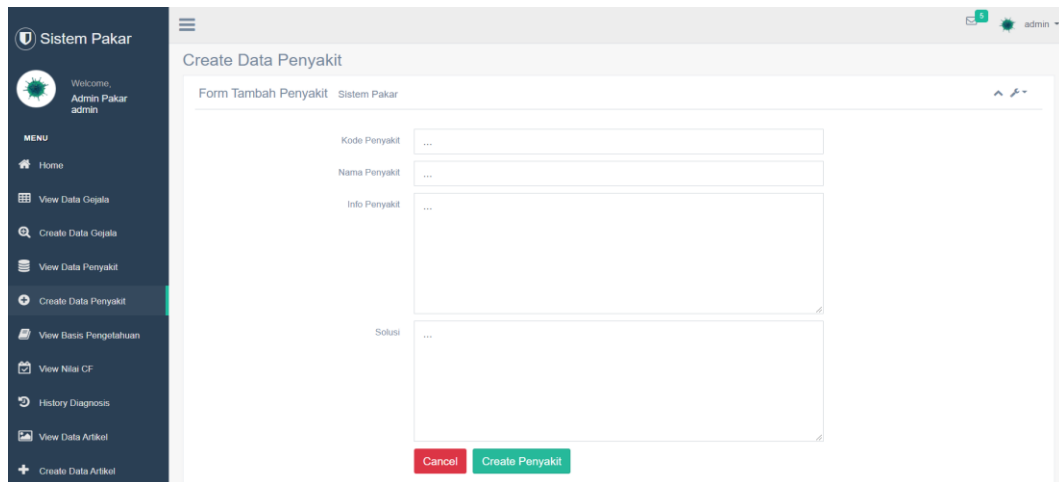 Sistem Pakar
5
admin
Welcome,
Admin Pakar
admin
MENU
Home
View Data Gejala
Create Data Gejala
View Data Penyakit
Create Data Penyakit
View Basis Pengetahuan
View Nilai CF
History Diagnosis
View Data Artikel
Create Data Artikel
Create Data Penyakit
Form Tambah Penyakit Sistem Pakar
Kode Penyakit ...
Nama Penyakit ...
Info Penyakit ...
Solusi ...
Cancel Create Penyakit